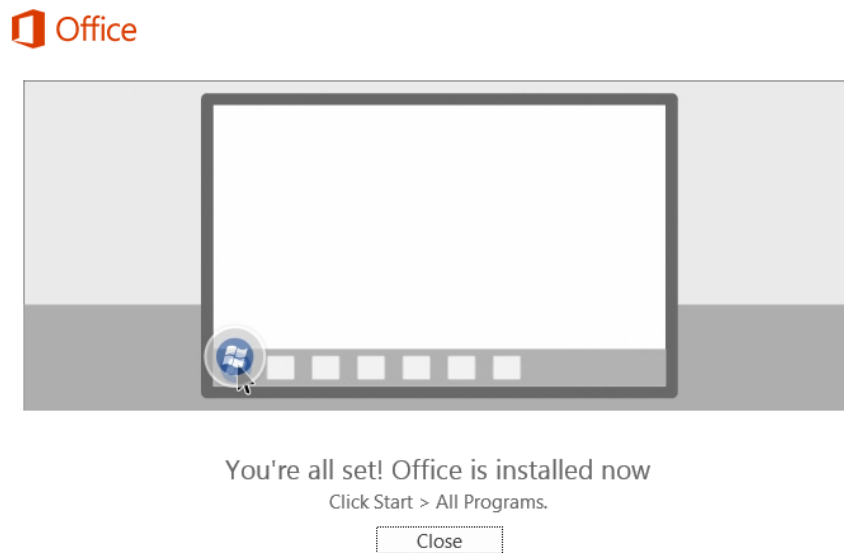 Office
You're all set! Office is installed now
Click Start > All Programs.
Close